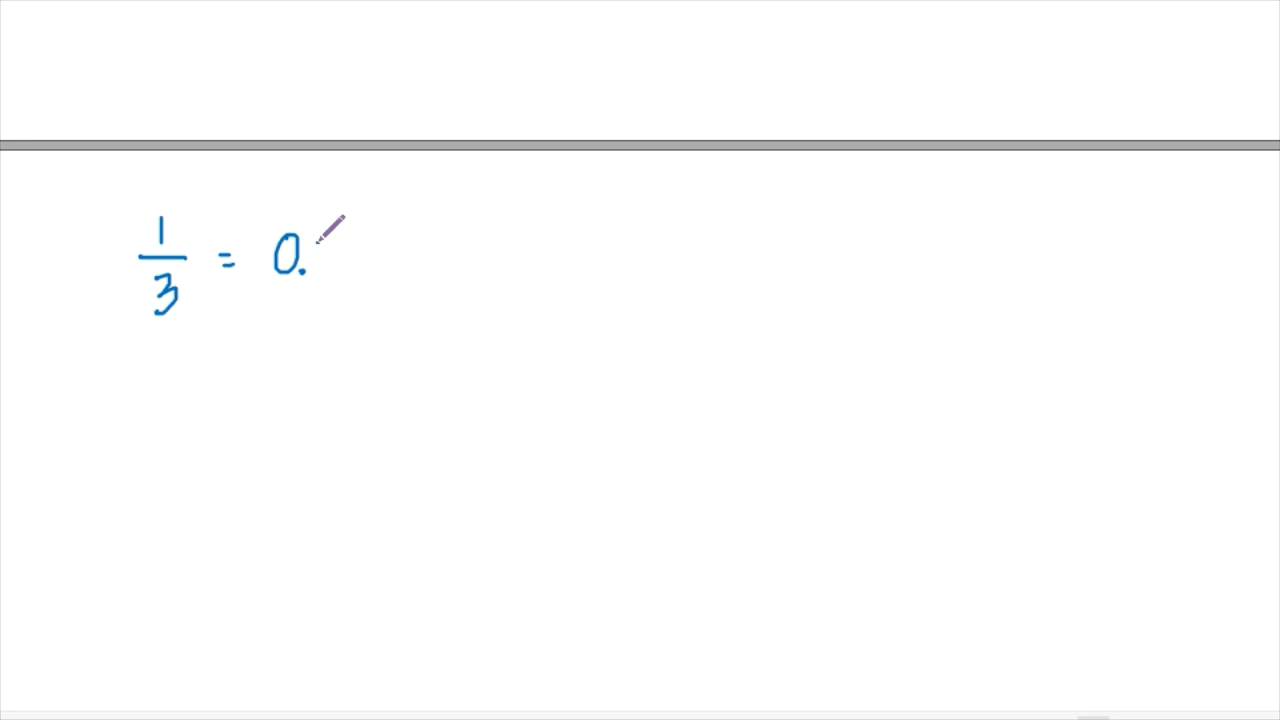 1/3 = 0.